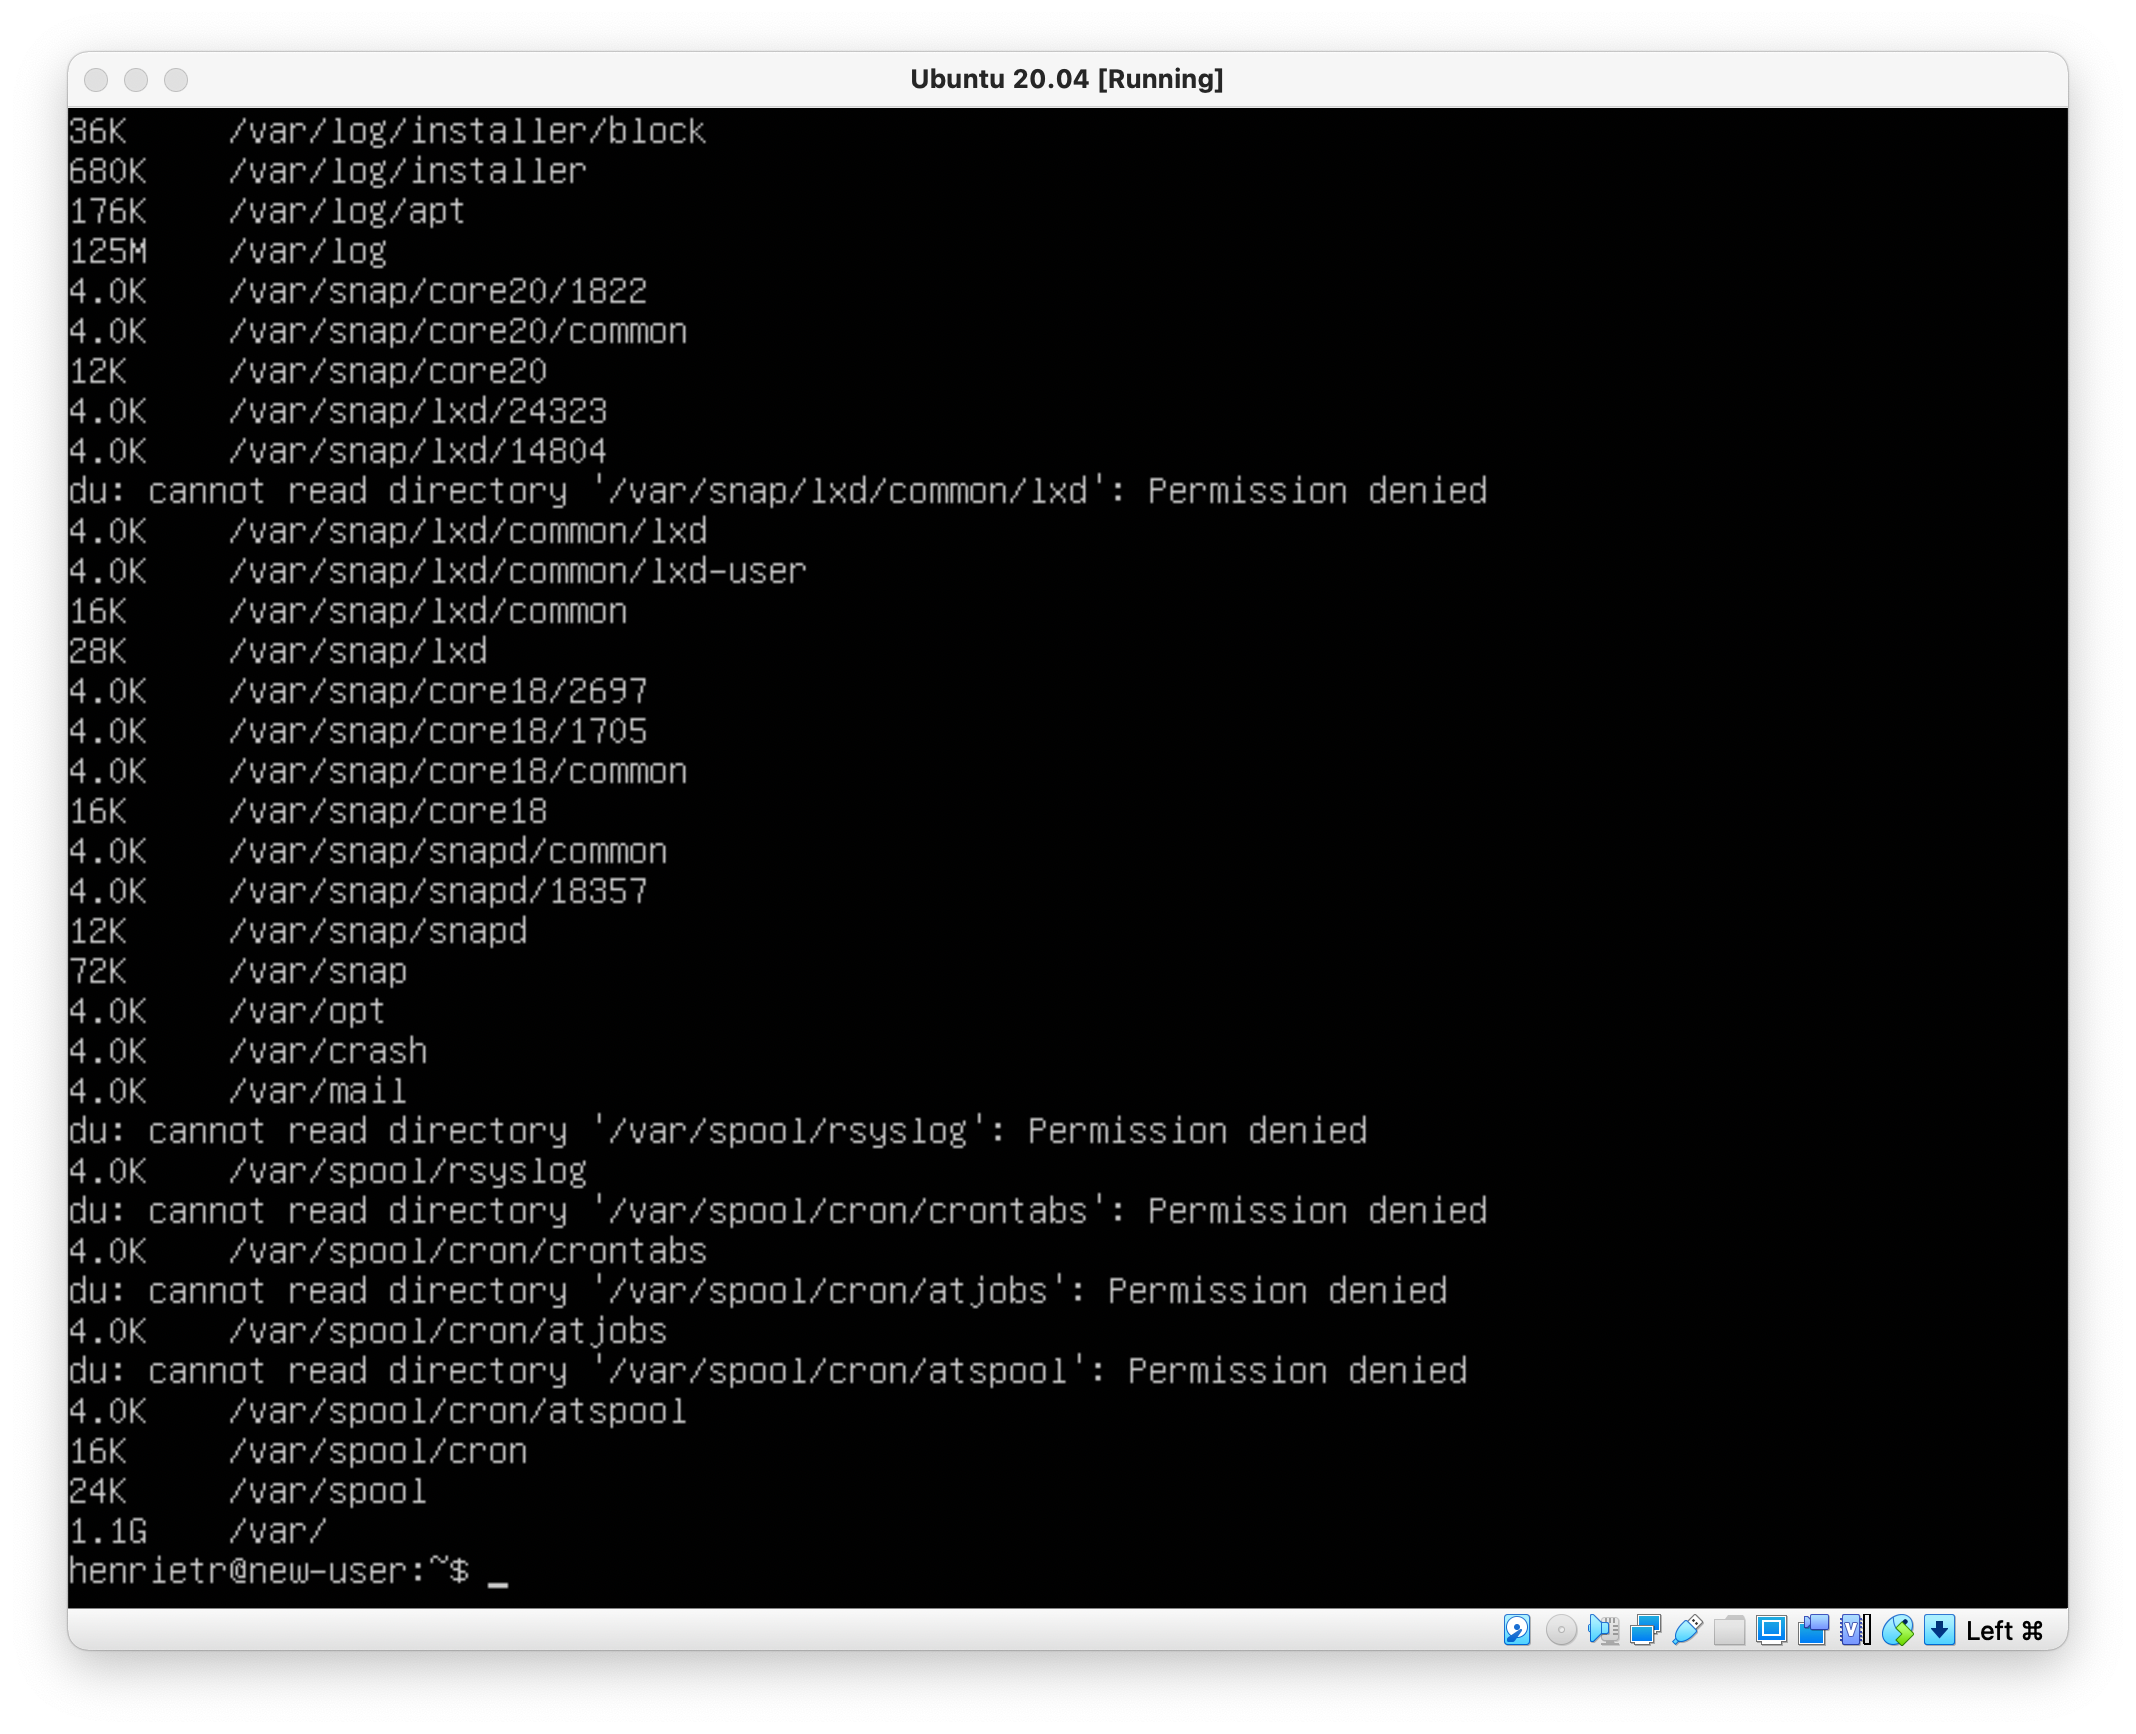 Ubuntu 20.04 [Running]
36K /var/log/installer/block
680K /var/log/installer
176K /var/log/apt
125M /var/log
4.0K /var/snap/core20/1822
4.0K /var/snap/core20/common
12K /var/snap/core20
4.0K /var/snap/lxd/24323
4.0K /var/snap/lxd/14804
du: cannot read directory '/var/snap/lxd/common/lxd': Permission denied
4.0K /var/snap/lxd/common/lxd
4.0K /var/snap/lxd/common/lxd-user
16K /var/snap/lxd/common
28K /var/snap/lxd
4.0K /var/snap/core18/2697
4.0K /var/snap/core18/1705
4.0K /var/snap/core18/common
16K /var/snap/core18
4.0K /var/snap/snapd/common
4.0K /var/snap/snapd/18357
12K /var/snap/snapd
72K /var/snap
4.0K /var/opt
4.0K /var/crash
4.0K /var/mail
du: cannot read directory '/var/spool/rsyslog': Permission denied
4.0K /var/spool/rsyslog
du: cannot read directory '/var/spool/cron/crontabs': Permission denied
4.0K /var/spool/cron/crontabs
du: cannot read directory '/var/spool/cron/atjobs': Permission denied
4.0K /var/spool/cron/atjobs
du: cannot read directory '/var/spool/cron/atspool': Permission denied
4.0K /var/spool/cron/atspool
16K /var/spool/cron
24K /var/spool
1.1G /var/
henrietr@new-user:~$ _
Left ⌘